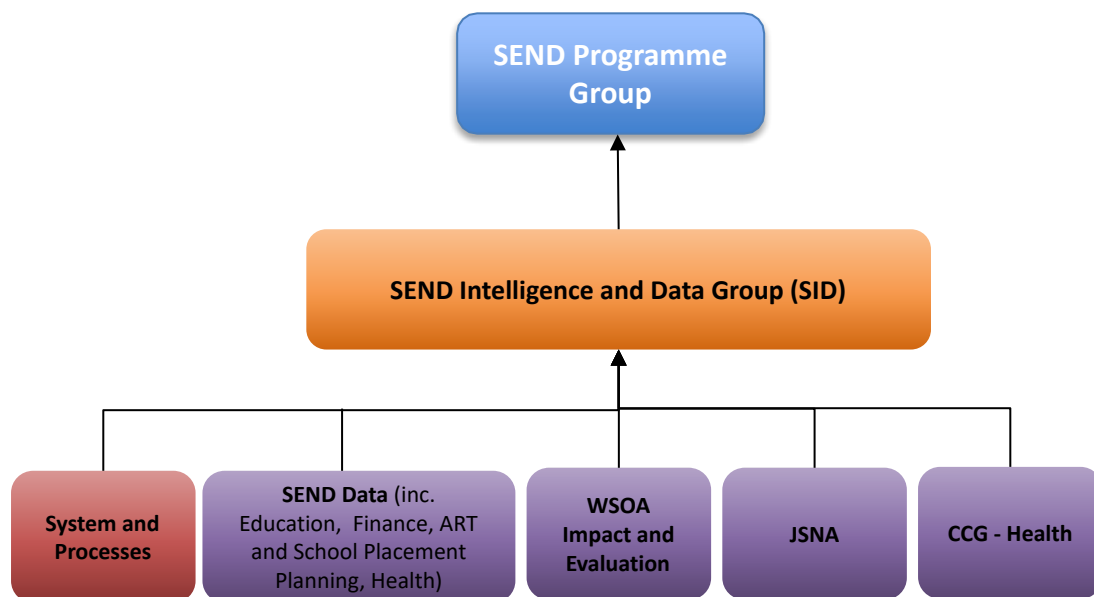 SEND Programme
Group
SEND Intelligence and Data Group (SID)
System and
Processes
SEND Data (inc.
Education, Finance, ART
and School Placement
Planning, Health)
WSOA
Impact and
Evaluation
JSNA
CCG - Health